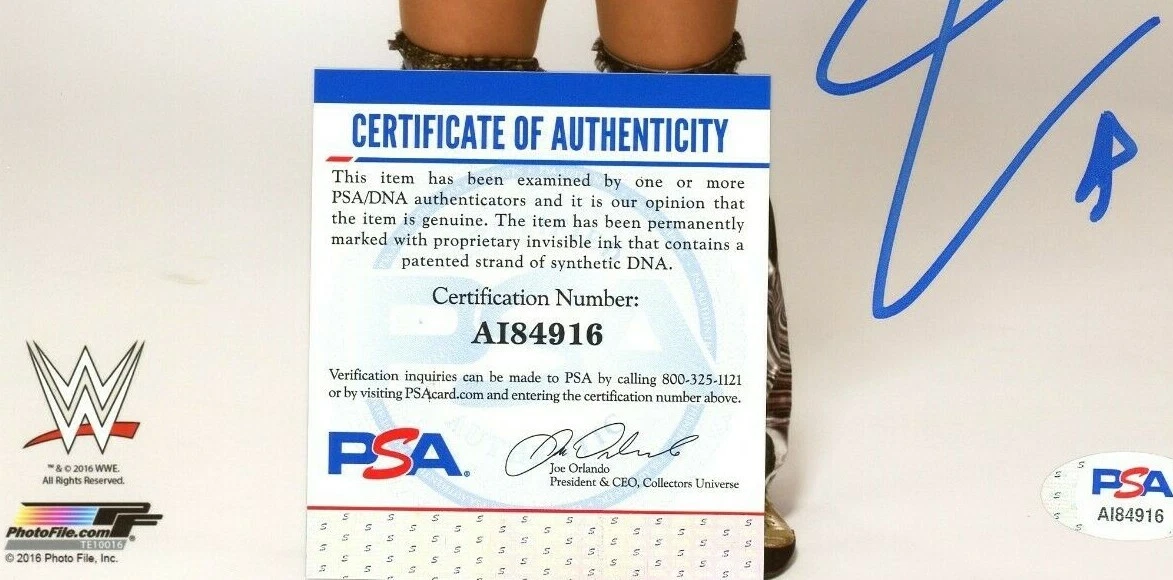 CERTIFICATE OF AUTHENTICITY
This item has been examined by one or more
PSA/DNA authenticators and it is our opinion that
the item is genuine. The item has been permanently
marked with proprietary invisible ink that contains a
patented strand of synthetic DNA.
Certification Number:
AI84916
Verification inquiries can be made to PSA by calling 800-325-1121
or by visiting PSAcard.com and entering the certification number above.
PSA®
Joe Orlando
President & CEO, Collectors Universe
W
™ & © 2016 WWE.
All Rights Reserved.
PF®
PhotoFile.com
TE10016
© 2016 Photo File, Inc.
PSA
AI84916